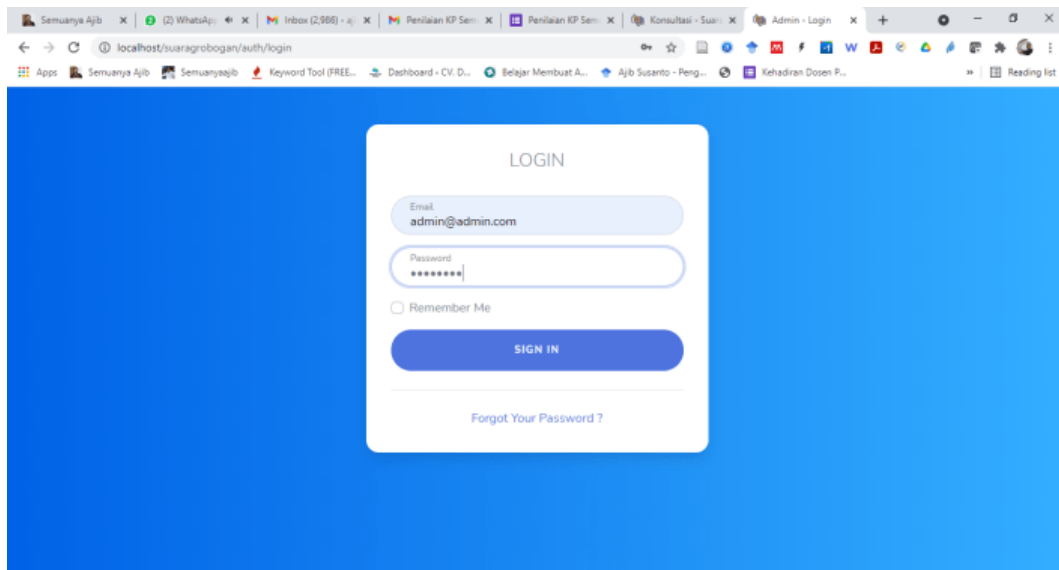 Semuanya Ajib
(2) WhatsAp
Inbox (2,986) - aj
Penilaian KP Sem
Penilaian KP Sem
Konsultasi - Suar
Admin - Login
localhost/suaragrobogan/auth/login
Apps
Semuanya Ajib
Semuanyaajib
Keyword Tool (FREE...
Dashboard - CV. D...
Belajar Membuat A...
Ajib Susanto - Peng...
Kehadiran Dosen P...
»
Reading list
LOGIN
Email
admin@admin.com
Password
••••••••
Remember Me
SIGN IN
Forgot Your Password ?